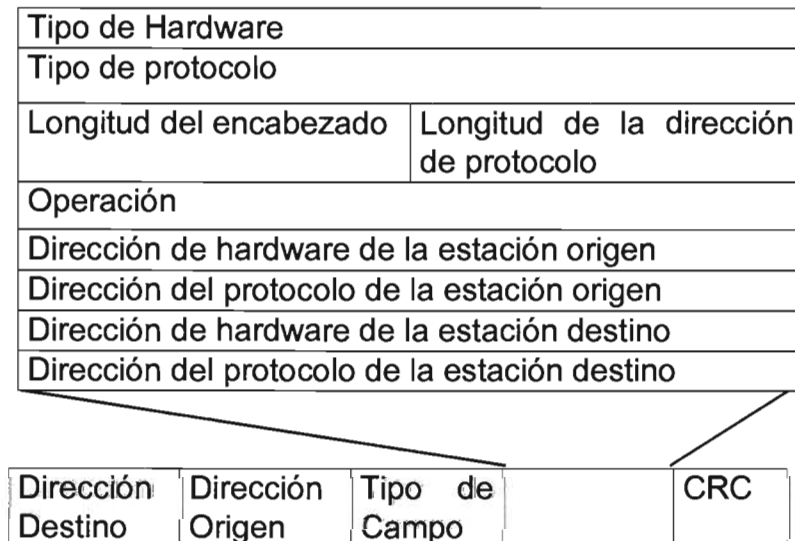 Tipo de Hardware
Tipo de protocolo
Longitud del encabezado
Longitud de la dirección
de protocolo
Operación
Dirección de hardware de la estación origen
Dirección del protocolo de la estación origen
Dirección de hardware de la estación destino
Dirección del protocolo de la estación destino
Dirección
Destino
Dirección
Origen
Tipo de
Campo
CRC